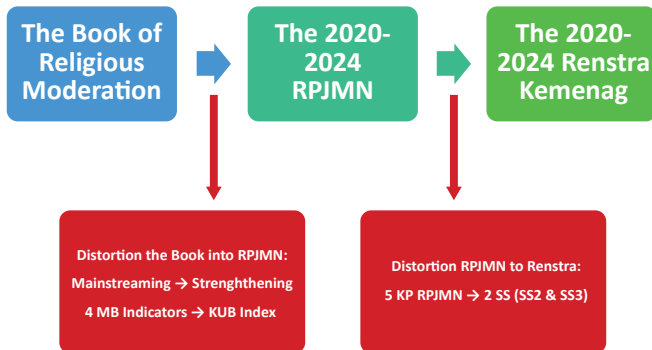 The Book of
Religious
Moderation
The 2020-
2024
RPJMN
The 2020-
2024 Renstra
Kemenag
Distortion the Book into RPJMN:
Mainstreaming → Strenghthening
4 MB Indicators → KUB Index
Distortion RPJMN to Renstra:
5 KP RPJMN → 2 SS (SS2 & SS3)